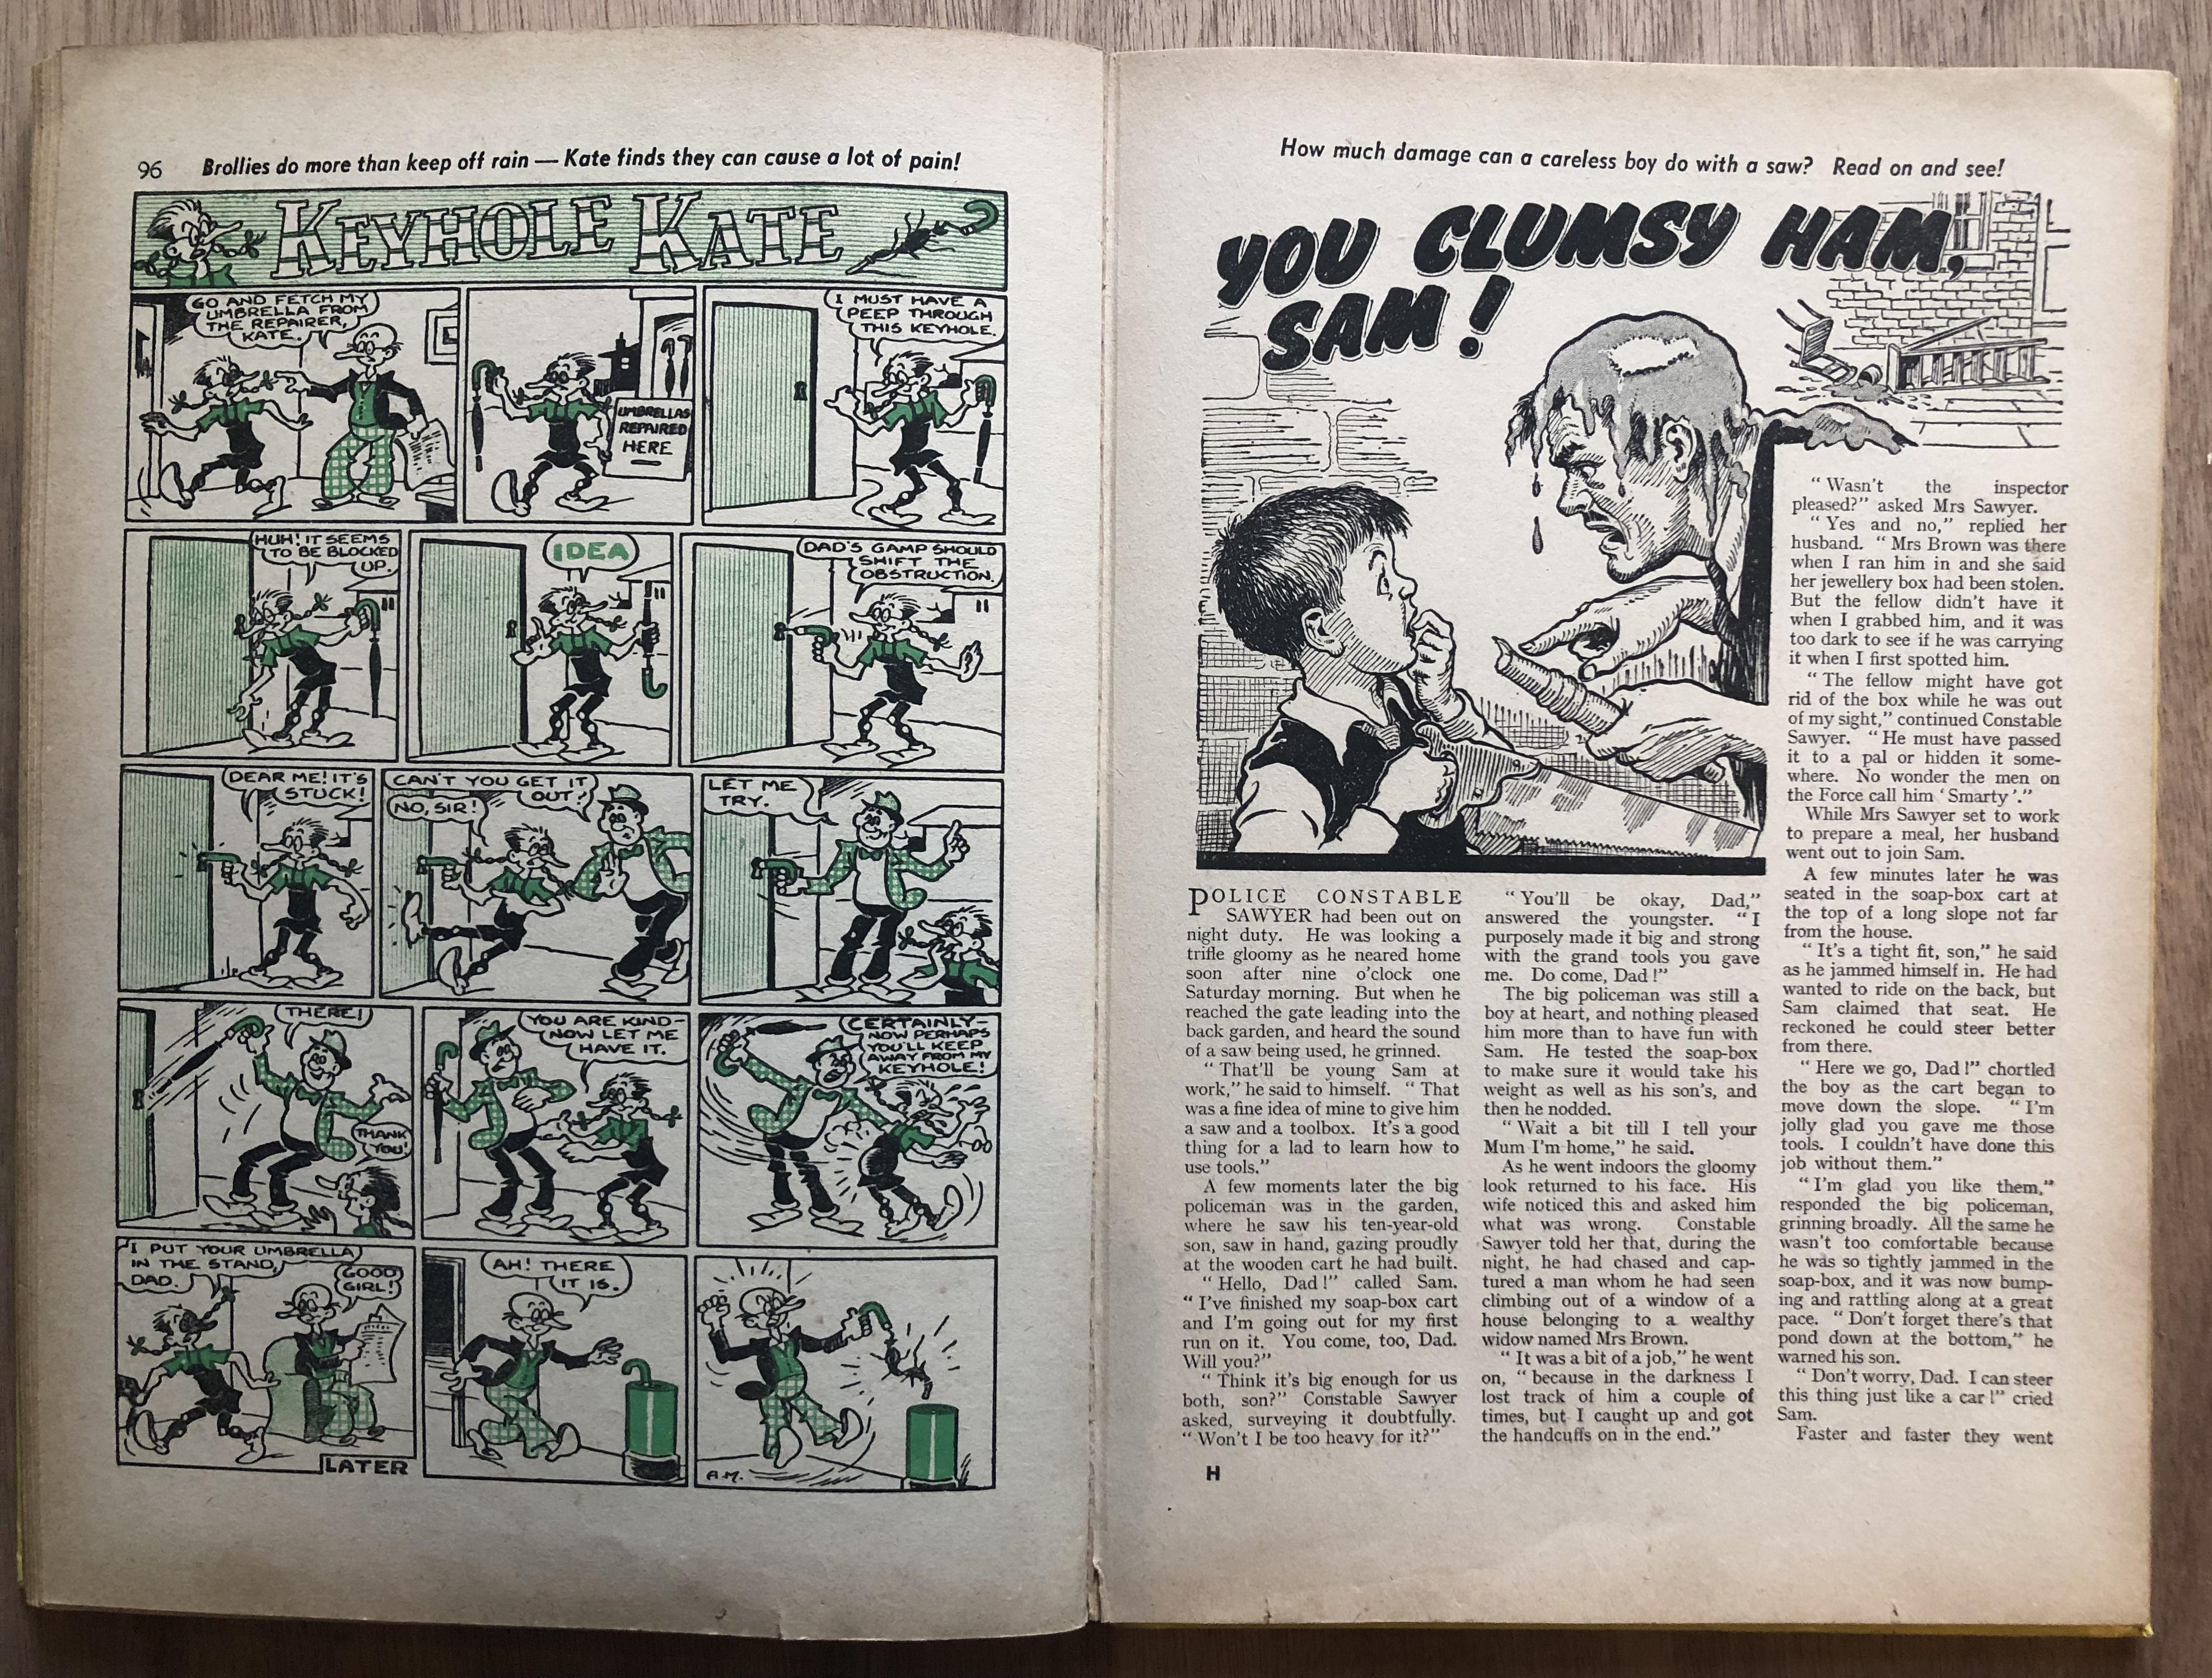 96
Brollies do more than keep off rain — Kate finds they can cause a lot of pain!
KEYHOLE KATE
GO AND FETCH MY
UMBRELLA FROM
THE REPAIRER,
KATE.
UMBRELLAS
REPAIRED
HERE
I MUST HAVE A
PEEP THROUGH
THIS KEYHOLE.
HUH! IT SEEMS
TO BE BLOCKED
UP.
IDEA
DAD'S GAMP SHOULD
SHIFT THE
OBSTRUCTION.
DEAR ME! IT'S
STUCK!
CAN'T YOU GET IT
OUT?
NO, SIR!
LET ME
TRY.
THERE!
THANK
YOU!
YOU ARE KIND—
NOW LET ME
HAVE IT.
CERTAINLY—
NOW PERHAPS
YOU'LL KEEP
AWAY FROM MY
KEYHOLE!
I PUT YOUR UMBRELLA
IN THE STAND,
DAD.
GOOD
GIRL!
LATER
AH! THERE
IT IS.
A.M.
How much damage can a careless boy do with a saw? Read on and see!
YOU CLUMSY HAM,
SAM!
POLICE CONSTABLE
SAWYER had been out on
night duty. He was looking a
trifle gloomy as he neared home
soon after nine o'clock one
Saturday morning. But when he
reached the gate leading into the
back garden, and heard the sound
of a saw being used, he grinned.
"That'll be young Sam at
work," he said to himself. "That
was a fine idea of mine to give him
a saw and a toolbox. It's a good
thing for a lad to learn how to
use tools."
A few moments later the big
policeman was in the garden,
where he saw his ten-year-old
son, saw in hand, gazing proudly
at the wooden cart he had built.
"Hello, Dad!" called Sam.
"I've finished my soap-box cart
and I'm going out for my first
run on it. You come, too, Dad.
Will you?"
"Think it's big enough for us
both, son?" Constable Sawyer
asked, surveying it doubtfully.
"Won't I be too heavy for it?"
"You'll be okay, Dad,"
answered the youngster. "I
purposely made it big and strong
with the grand tools you gave
me. Do come, Dad!"
The big policeman was still a
boy at heart, and nothing pleased
him more than to have fun with
Sam. He tested the soap-box
to make sure it would take his
weight as well as his son's, and
then he nodded.
"Wait a bit till I tell your
Mum I'm home," he said.
As he went indoors the gloomy
look returned to his face. His
wife noticed this and asked him
what was wrong. Constable
Sawyer told her that, during the
night, he had chased and cap-
tured a man whom he had seen
climbing out of a window of a
house belonging to a wealthy
widow named Mrs Brown.
"It was a bit of a job," he went
on, "because in the darkness I
lost track of him a couple of
times, but I caught up and got
the handcuffs on in the end."
"Wasn't the inspector
pleased?" asked Mrs Sawyer.
"Yes and no," replied her
husband. "Mrs Brown was there
when I ran him in and she said
her jewellery box had been stolen.
But the fellow didn't have it
when I grabbed him, and it was
too dark to see if he was carrying
it when I first spotted him.
"The fellow might have got
rid of the box while he was out
of my sight," continued Constable
Sawyer. "He must have passed
it to a pal or hidden it some-
where. No wonder the men on
the Force call him 'Smarty'."
While Mrs Sawyer set to work
to prepare a meal, her husband
went out to join Sam.
A few minutes later he was
seated in the soap-box cart at
the top of a long slope not far
from the house.
"It's a tight fit, son," he said
as he jammed himself in. He had
wanted to ride on the back, but
Sam claimed that seat. He
reckoned he could steer better
from there.
"Here we go, Dad!" chortled
the boy as the cart began to
move down the slope. "I'm
jolly glad you gave me those
tools. I couldn't have done this
job without them."
"I'm glad you like them,"
responded the big policeman,
grinning broadly. All the same he
wasn't too comfortable because
he was so tightly jammed in the
soap-box, and it was now bump-
ing and rattling along at a great
pace. "Don't forget there's that
pond down at the bottom," he
warned his son.
"Don't worry, Dad. I can steer
this thing just like a car!" cried
Sam.
Faster and faster they went
H